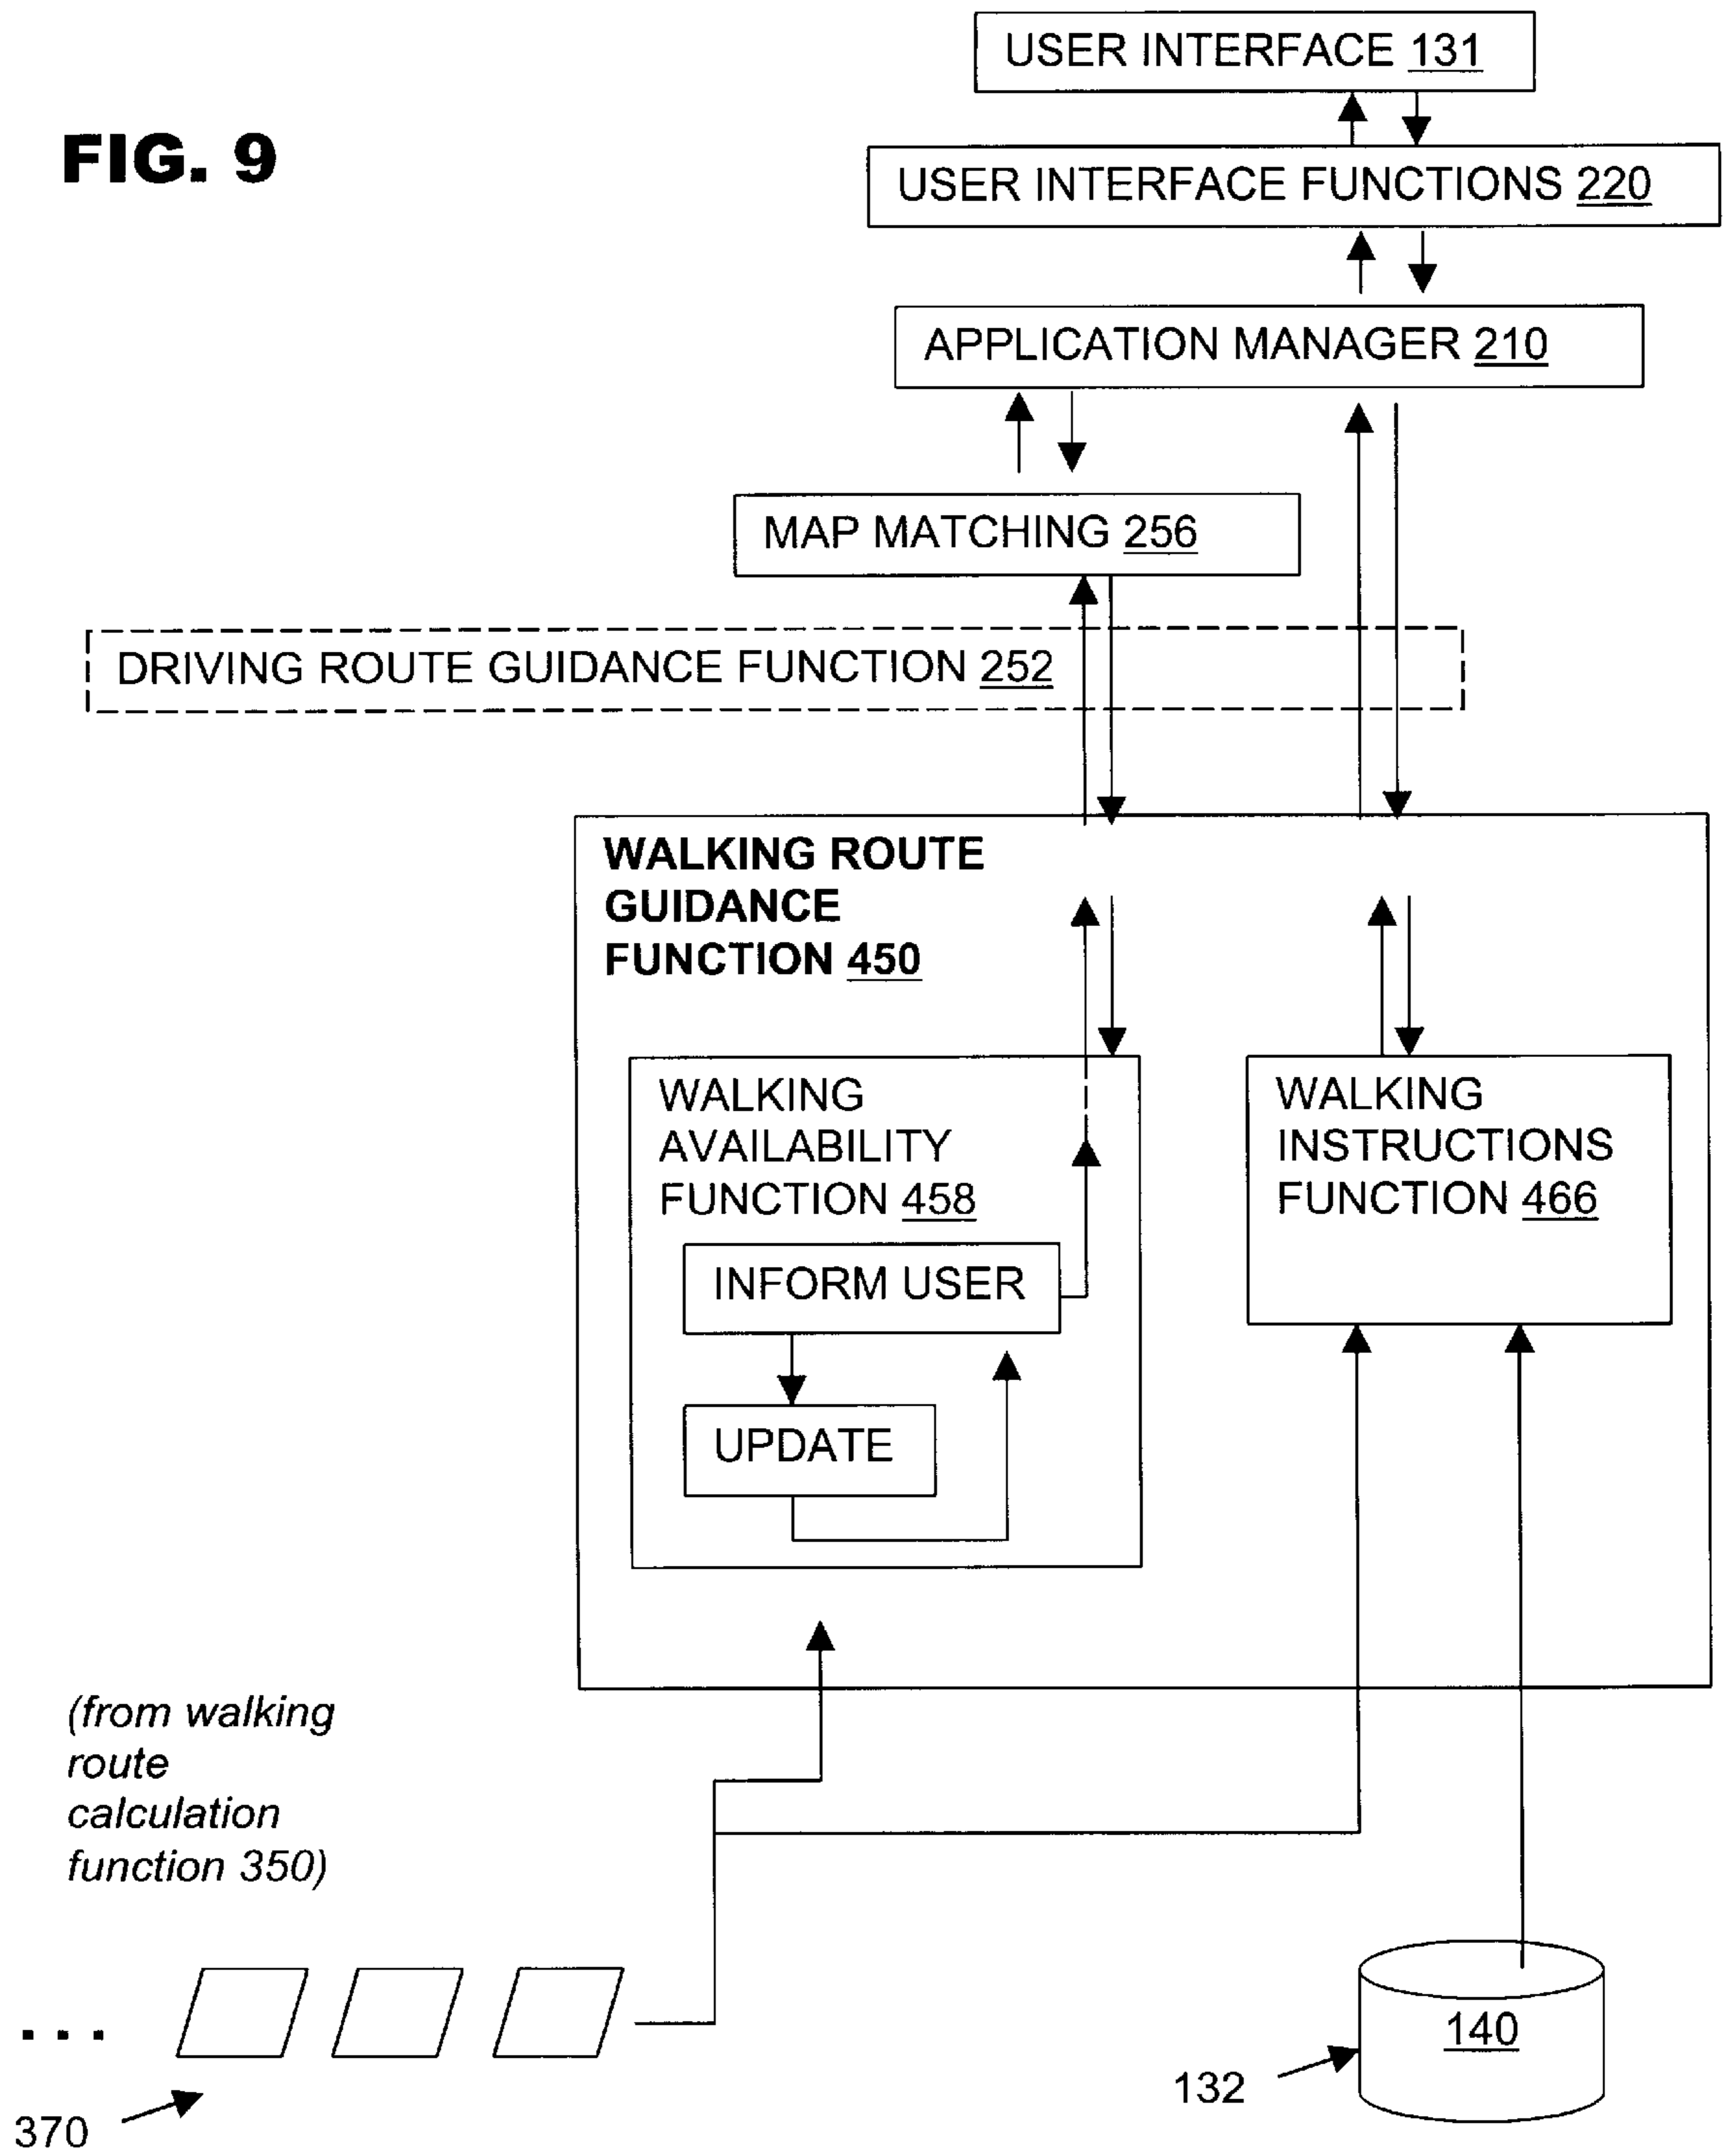 USER INTERFACE 131
FIG. 9
USER INTERFACE FUNCTIONS 220
APPLICATION MANAGER 210
MAP MATCHING 256
DRIVING ROUTE GUIDANCE FUNCTION 252
WALKING ROUTE
GUIDANCE
FUNCTION 450
WALKING
AVAILABILITY
FUNCTION 458
INFORM USER
UPDATE
WALKING
INSTRUCTIONS
FUNCTION 466
(from walking
route
calculation
function 350)
. . .
370
140
132